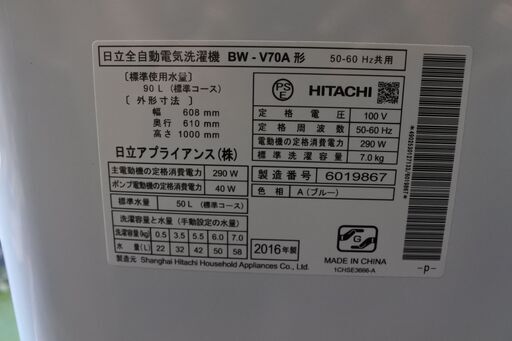 日立全自動電気洗濯機 BW-V70A 形 50-60 Hz共用
〔標準使用水量〕
90 L (標準コース)
〔外形寸法〕
幅 608 mm
奥行 610 mm
高さ 1000 mm
日立アプライアンス(株)
主電動機の定格消費電力 290 W
ポンプ電動機の定格消費電力 40 W
標準水量 50 L (標準コース)
洗濯容量と水量 (手動設定の水量)
洗濯容量(kg) 0.5 3.5 5.5 6.0 7.0
水量(L) 22 32 42 50 58
製造元 Shanghai Hitachi Household Appliances Co., Ltd.
PSE
HITACHI
定格電圧 100 V
定格周波数 50-60 Hz
定格消費電力 290 W
標準洗濯容量 7.0 kg
製造番号 6019867
色相 A (ブルー)
2016年製
MADE IN CHINA
1CHSE3666-A
-p-